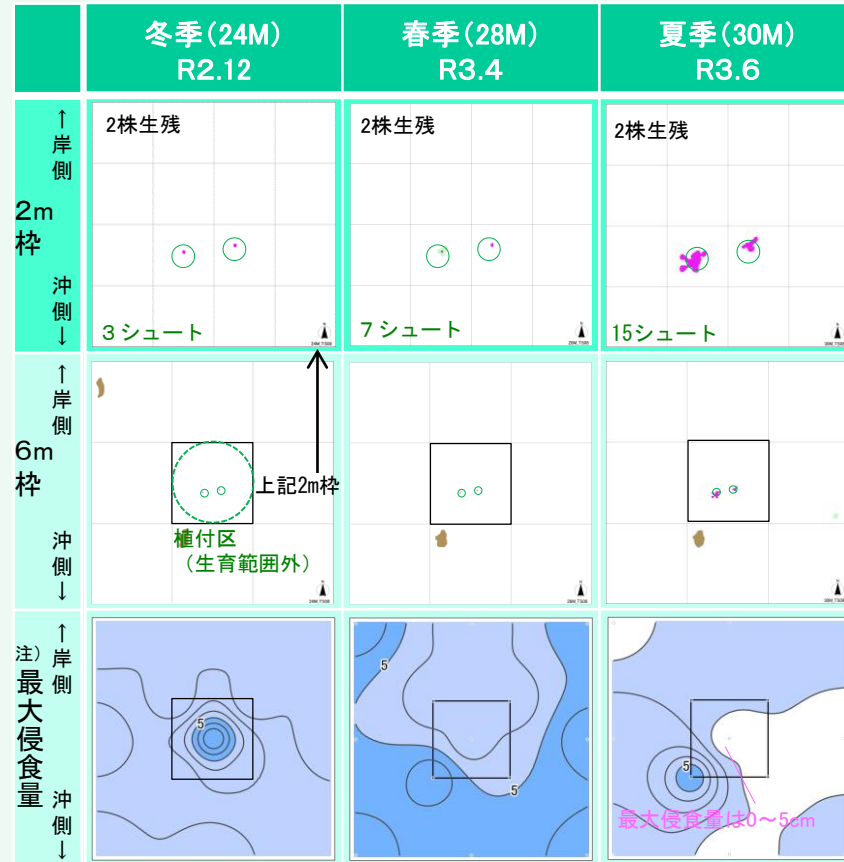 冬季(24M)
R2.12
春季(28M)
R3.4
夏季(30M)
R3.6
↑岸側
2m枠
沖側↓
2株生残
3シュート
2株生残
7シュート
2株生残
15シュート
↑岸側
6m枠
沖側↓
上記2m枠
植付区
(生育範囲外)
↑岸側
注)
最大侵食量
沖側↓
5
5
5
5
最大侵食量は0～5cm